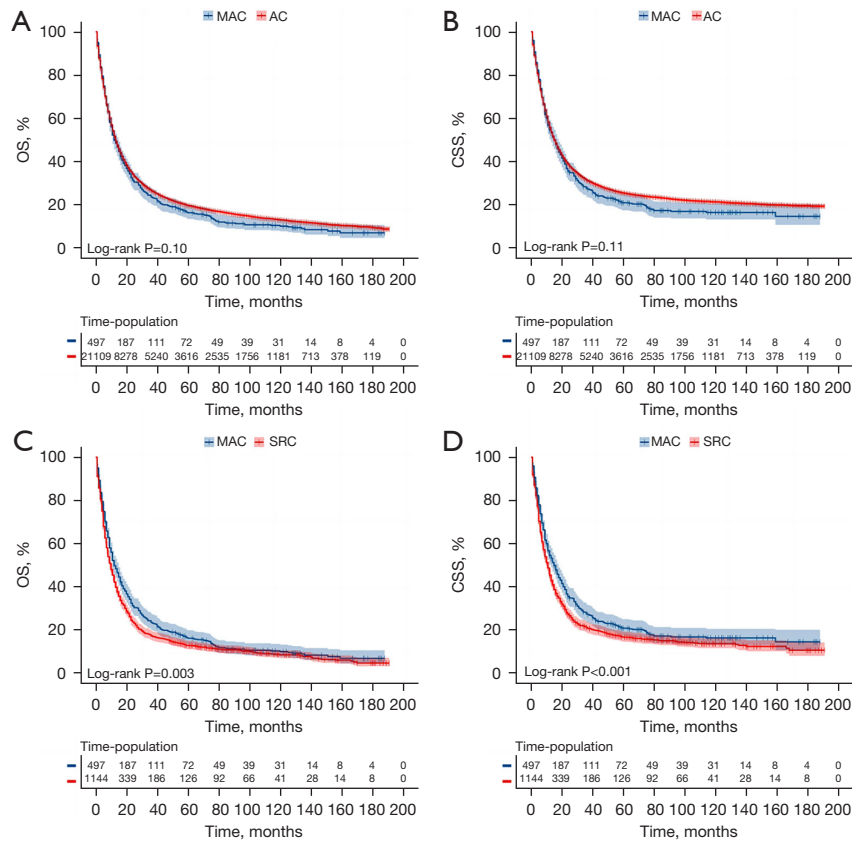 A
MAC AC
100
80
60
40
20
0
OS, %
Log-rank P=0.10
0 20 40 60 80 100 120 140 160 180 200
Time, months
Time-population
497 187 111 72 49 39 31 14 8 4 0
21109 8278 5240 3616 2535 1756 1181 713 378 119 0
0 20 40 60 80 100 120 140 160 180 200
Time, months
B
MAC AC
100
80
60
40
20
0
CSS, %
Log-rank P=0.11
0 20 40 60 80 100 120 140 160 180 200
Time, months
Time-population
497 187 111 72 49 39 31 14 8 4 0
21109 8278 5240 3616 2535 1756 1181 713 378 119 0
0 20 40 60 80 100 120 140 160 180 200
Time, months
C
MAC SRC
100
80
60
40
20
0
OS, %
Log-rank P=0.003
0 20 40 60 80 100 120 140 160 180 200
Time, months
Time-population
497 187 111 72 49 39 31 14 8 4 0
1144 339 186 126 92 66 41 28 14 8 0
0 20 40 60 80 100 120 140 160 180 200
Time, months
D
MAC SRC
100
80
60
40
20
0
CSS, %
Log-rank P<0.001
0 20 40 60 80 100 120 140 160 180 200
Time, months
Time-population
497 187 111 72 49 39 31 14 8 4 0
1144 339 186 126 92 66 41 28 14 8 0
0 20 40 60 80 100 120 140 160 180 200
Time, months